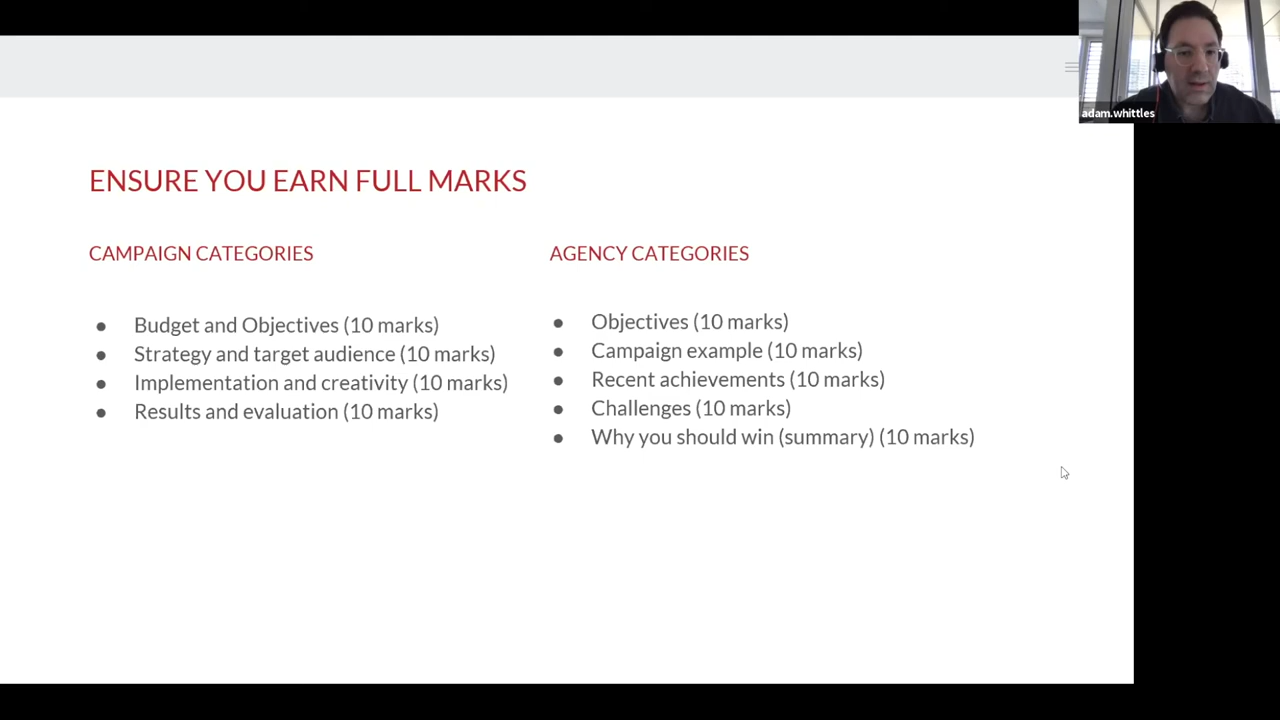 adam.whittles
ENSURE YOU EARN FULL MARKS
CAMPAIGN CATEGORIES
● Budget and Objectives (10 marks)
● Strategy and target audience (10 marks)
● Implementation and creativity (10 marks)
● Results and evaluation (10 marks)
AGENCY CATEGORIES
● Objectives (10 marks)
● Campaign example (10 marks)
● Recent achievements (10 marks)
● Challenges (10 marks)
● Why you should win (summary) (10 marks)